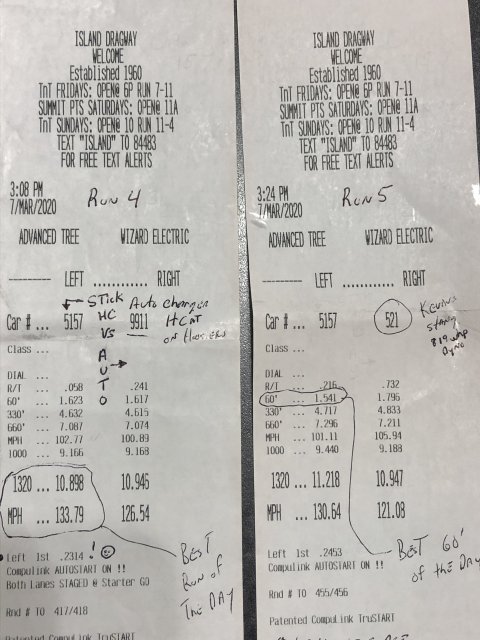 ISLAND DRAGWAY
WELCOME
Established 1960
TnT FRIDAYS: OPEN@ 6P RUN 7-11
SUMMIT PTS SATURDAYS: OPEN@ 11A
TnT SUNDAYS: OPEN@ 10 RUN 11-4
TEXT "ISLAND" TO 84483
FOR FREE TEXT ALERTS
3:08 PM
7/MAR/2020
Run 4
ADVANCED TREE WIZARD ELECTRIC
--------- LEFT ............ RIGHT
← STICK Auto charger
HC HCAT
VS on Hoosiers
AUTO →
Car # ... 5157 9911
Class ...
DIAL ...
R/T ... .058 .241
60' ... 1.623 1.617
330' ... 4.632 4.615
660' ... 7.087 7.074
MPH ... 102.77 100.89
1000 ... 9.166 9.168
1320 ... 10.898 10.946
MPH ... 133.79 126.54
Left 1st .2314 !
Compulink AUTOSTART ON !!
Both Lanes STAGED @ Starter GO
BEST
RUN OF
THE DAY
Rnd # TO 417/418
Patented CompuLink TruSTART
ISLAND DRAGWAY
WELCOME
Established 1960
TnT FRIDAYS: OPEN@ 6P RUN 7-11
SUMMIT PTS SATURDAYS: OPEN@ 11A
TnT SUNDAYS: OPEN@ 10 RUN 11-4
TEXT "ISLAND" TO 84483
FOR FREE TEXT ALERTS
3:24 PM
7/MAR/2020
Run 5
ADVANCED TREE WIZARD ELECTRIC
--------- LEFT ............ RIGHT
Car # ... 5157 521
KEVINS
STANG
819 whp
Dyno
Class ...
DIAL ...
R/T ... .216 .732
60' ... 1.541 1.796
330' ... 4.717 4.833
660' ... 7.296 7.211
MPH ... 101.11 105.94
1000 ... 9.440 9.188
1320 ... 11.218 10.947
MPH ... 130.64 121.08
Left 1st .2453
Compulink AUTOSTART ON !!
BEST 60'
of the DAY
Rnd # TO 455/456
Patented CompuLink TruSTART